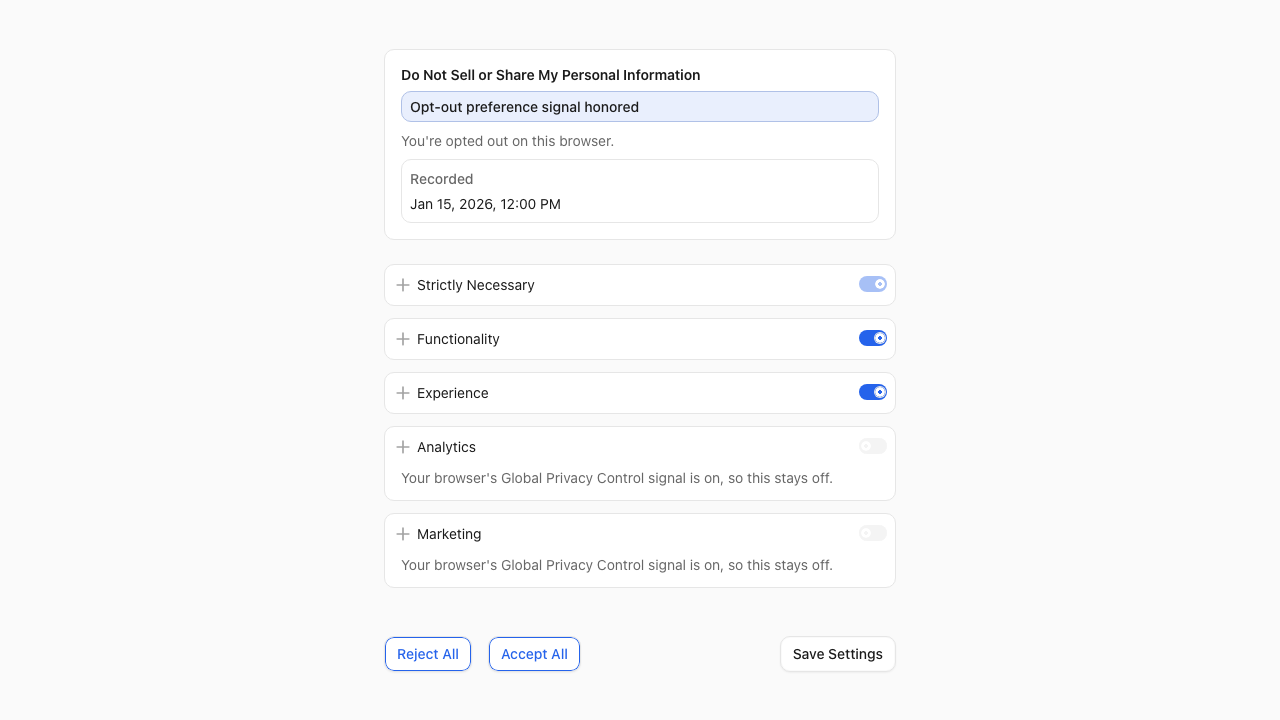 Do Not Sell or Share My Personal Information
Opt-out preference signal honored
You're opted out on this browser.
Recorded
Jan 15, 2026, 12:00 PM
Strictly Necessary
Functionality
Experience
Analytics
Your browser's Global Privacy Control signal is on, so this stays off.
Marketing
Your browser's Global Privacy Control signal is on, so this stays off.
Reject All
Accept All
Save Settings